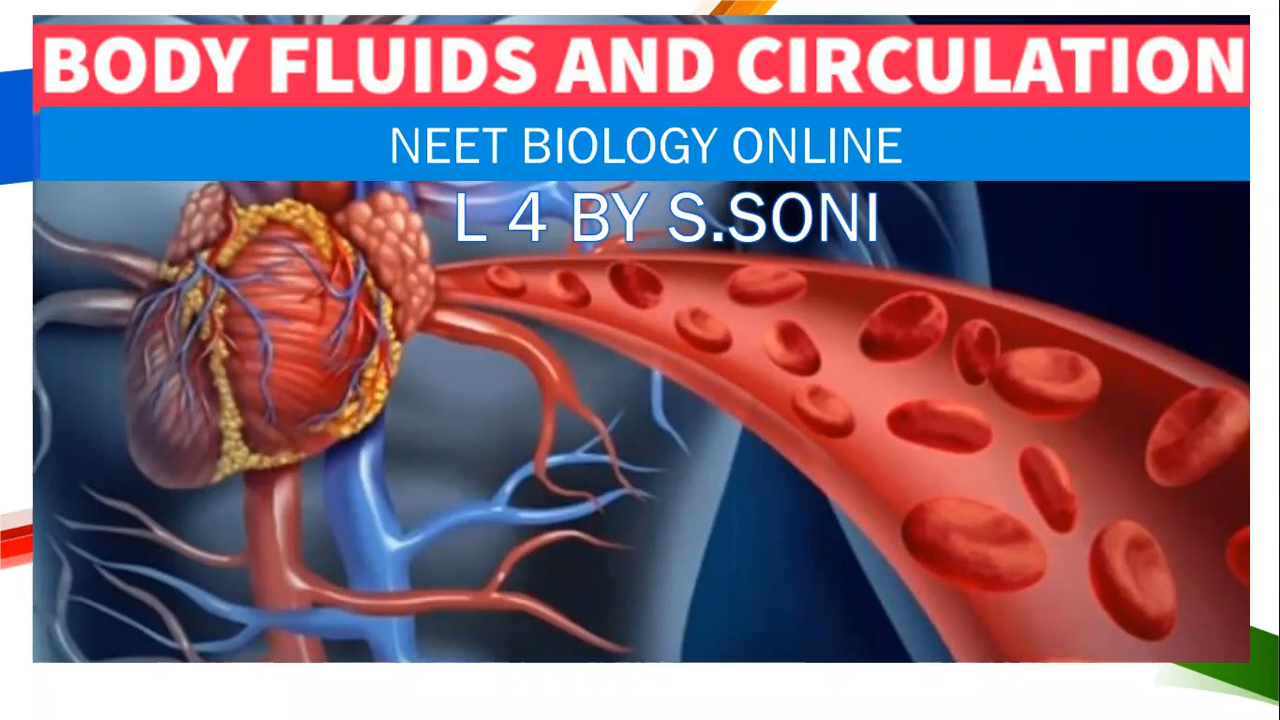 BODY FLUIDS AND CIRCULATION
NEET BIOLOGY ONLINE
L 4 BY S.SONI